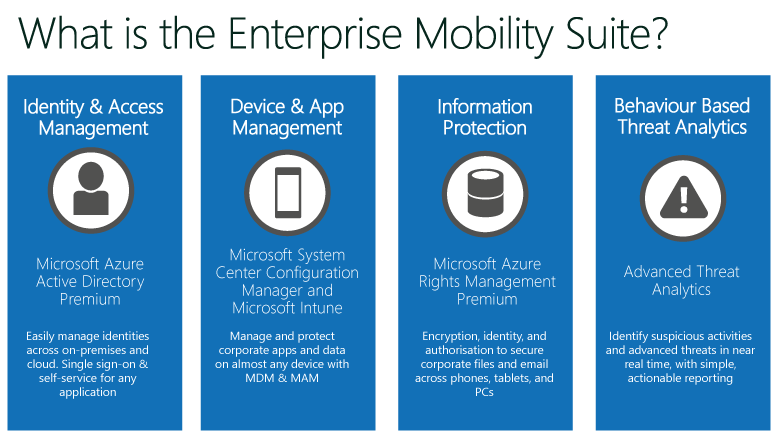 What is the Enterprise Mobility Suite?
Identity & Access
Management
Microsoft Azure
Active Directory
Premium
Easily manage identities
across on-premises and
cloud. Single sign-on &
self-service for any
application
Device & App
Management
Microsoft System
Center Configuration
Manager and
Microsoft Intune
Manage and protect
corporate apps and data
on almost any device with
MDM & MAM
Information
Protection
Microsoft Azure
Rights Management
Premium
Encryption, identity, and
authorisation to secure
corporate files and email
across phones, tablets, and
PCs
Behaviour Based
Threat Analytics
Advanced Threat
Analytics
Identify suspicious activities
and advanced threats in near
real time, with simple,
actionable reporting